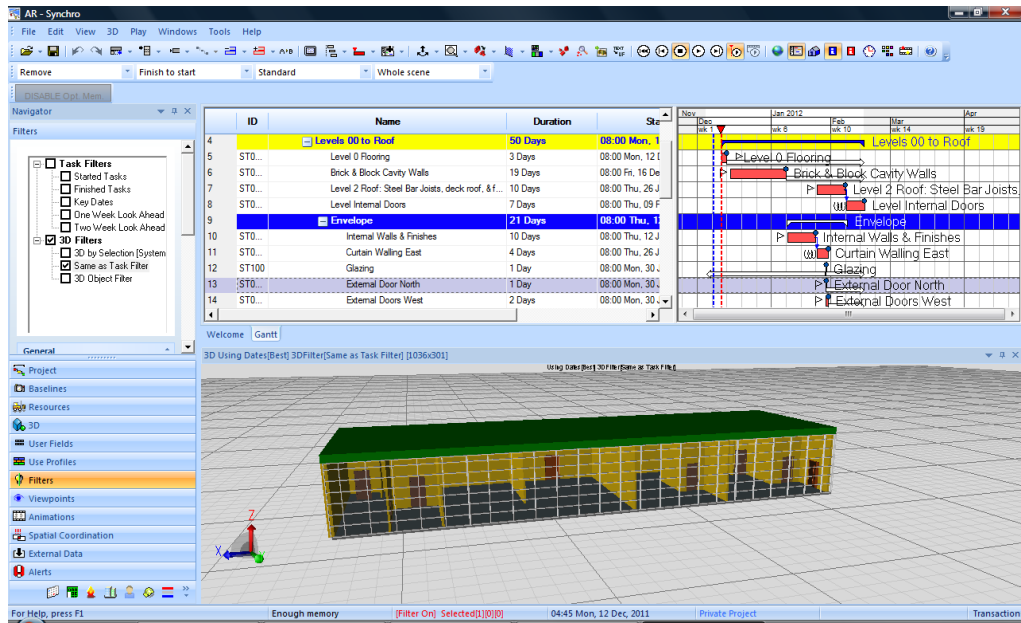 AR - Synchro
File Edit View 3D Play Windows Tools Help
Remove Finish to start Standard Whole scene
DISABLE Opt. Mem.
Navigator
Filters
Task Filters
Started Tasks
Finished Tasks
Key Dates
One Week Look Ahead
Two Week Look Ahead
3D Filters
3D by Selection [System
Same as Task Filter
3D Object Filter
General
Project
Baselines
Resources
3D
User Fields
Use Profiles
Filters
Viewpoints
Animations
Spatial Coordination
External Data
Alerts
ID Name Duration Sta
4 Levels 00 to Roof 50 Days 08:00 Mon, 1
5 ST0... Level 0 Flooring 3 Days 08:00 Mon, 12 D
6 ST0... Brick & Block Cavity Walls 19 Days 08:00 Fri, 16 De
7 ST0... Level 2 Roof: Steel Bar Joists, deck roof, & f... 10 Days 08:00 Thu, 26 J
8 ST0... Level Internal Doors 7 Days 08:00 Thu, 09 F
9 Envelope 21 Days 08:00 Thu, 1
10 ST0... Internal Walls & Finishes 10 Days 08:00 Thu, 12 J
11 ST0... Curtain Walling East 4 Days 08:00 Thu, 26 J
12 ST100 Glazing 1 Day 08:00 Mon, 30 J
13 ST0... External Door North 1 Day 08:00 Mon, 30 J
14 ST0... External Doors West 2 Days 08:00 Mon, 30 J
Nov Jan 2012 Apr
Dec Feb Mar
wk 1 wk 6 wk 10 wk 14 wk 19
Levels 00 to Roof
Level 0 Flooring
Brick & Block Cavity Walls
Level 2 Roof: Steel Bar Joists,
Level Internal Doors
Envelope
Internal Walls & Finishes
Curtain Walling East
Glazing
External Door North
External Doors West
Welcome Gantt
3D Using Dates[Best] 3DFilter[Same as Task Filter] [1036x301]
Using Dates [Best] 3D Filter[Same as Task Filter]
Z
X
For Help, press F1 Enough memory [Filter On] Selected[1][0][0] 04:45 Mon, 12 Dec, 2011 Private Project Transaction